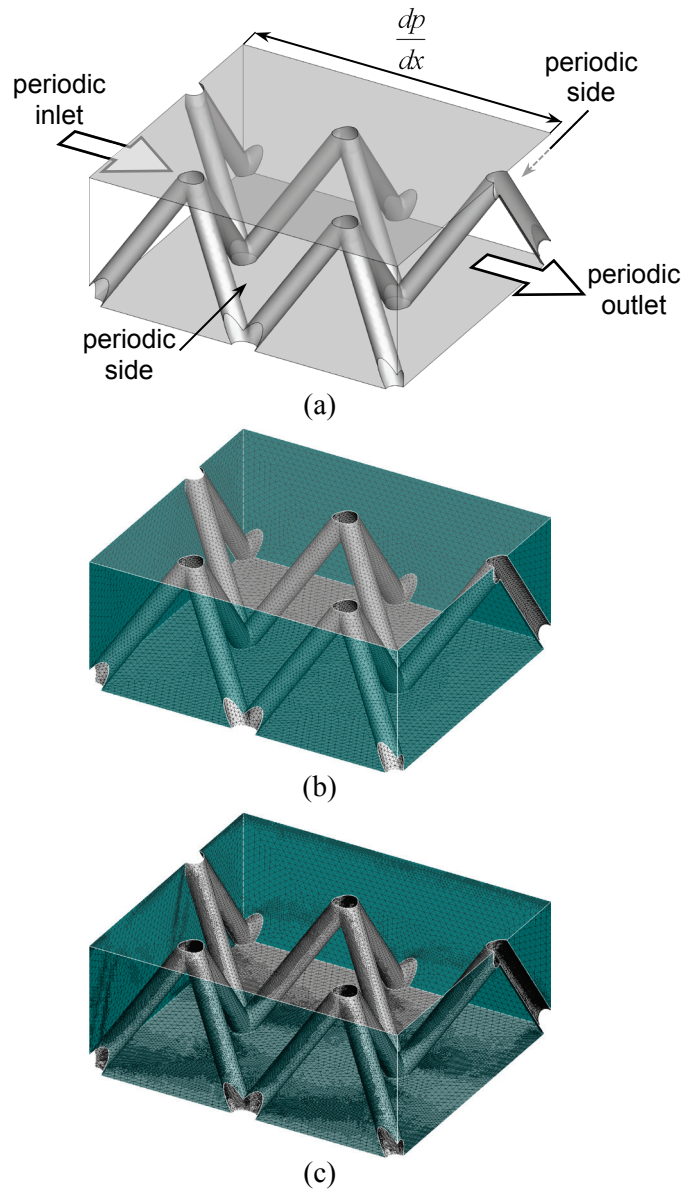 dp
dx
periodic
side
periodic
inlet
periodic
outlet
periodic
side
(a)
(b)
(c)